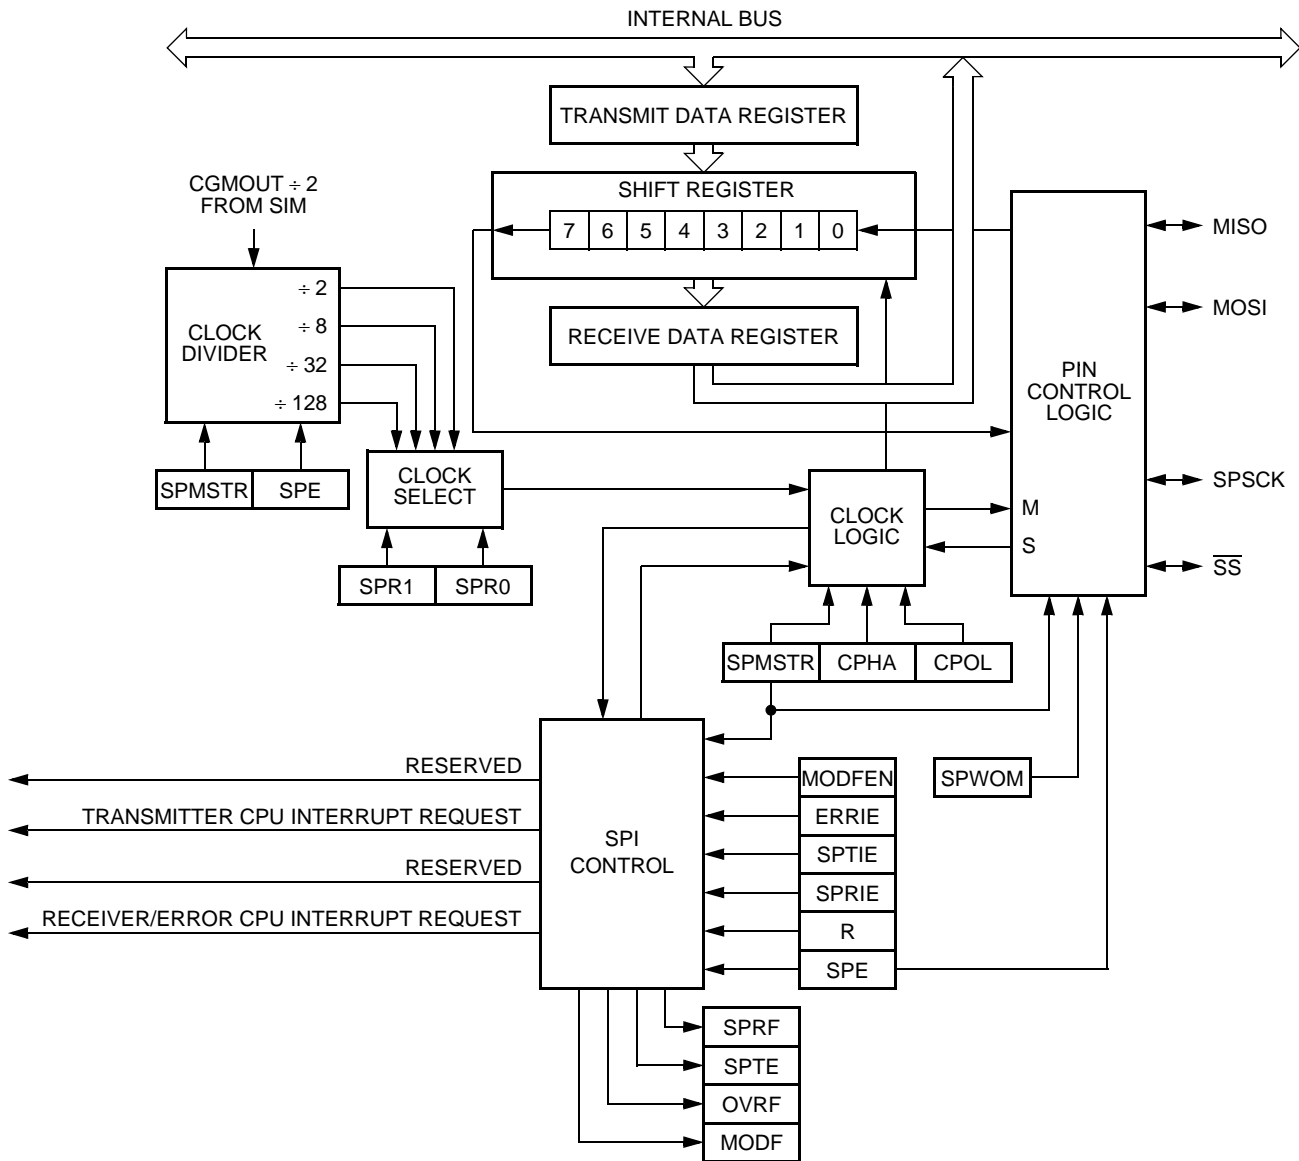 INTERNAL BUS
TRANSMIT DATA REGISTER
CGMOUT ÷ 2
FROM SIM
SHIFT REGISTER
7 6 5 4 3 2 1 0
MISO
MOSI
÷ 2
÷ 8
÷ 32
÷ 128
CLOCK
DIVIDER
RECEIVE DATA REGISTER
PIN
CONTROL
LOGIC
SPMSTR SPE
CLOCK
SELECT
CLOCK
LOGIC
M
S
SPSCK
SS
SPR1 SPR0
SPMSTR CPHA CPOL
RESERVED
TRANSMITTER CPU INTERRUPT REQUEST
RESERVED
RECEIVER/ERROR CPU INTERRUPT REQUEST
SPI
CONTROL
MODFEN
ERRIE
SPTIE
SPRIE
R
SPE
SPWOM
SPRF
SPTE
OVRF
MODF